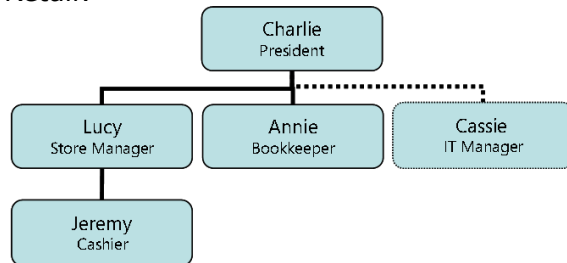 Charlie
President
Lucy
Store Manager
Annie
Bookkeeper
Cassie
IT Manager
Jeremy
Cashier